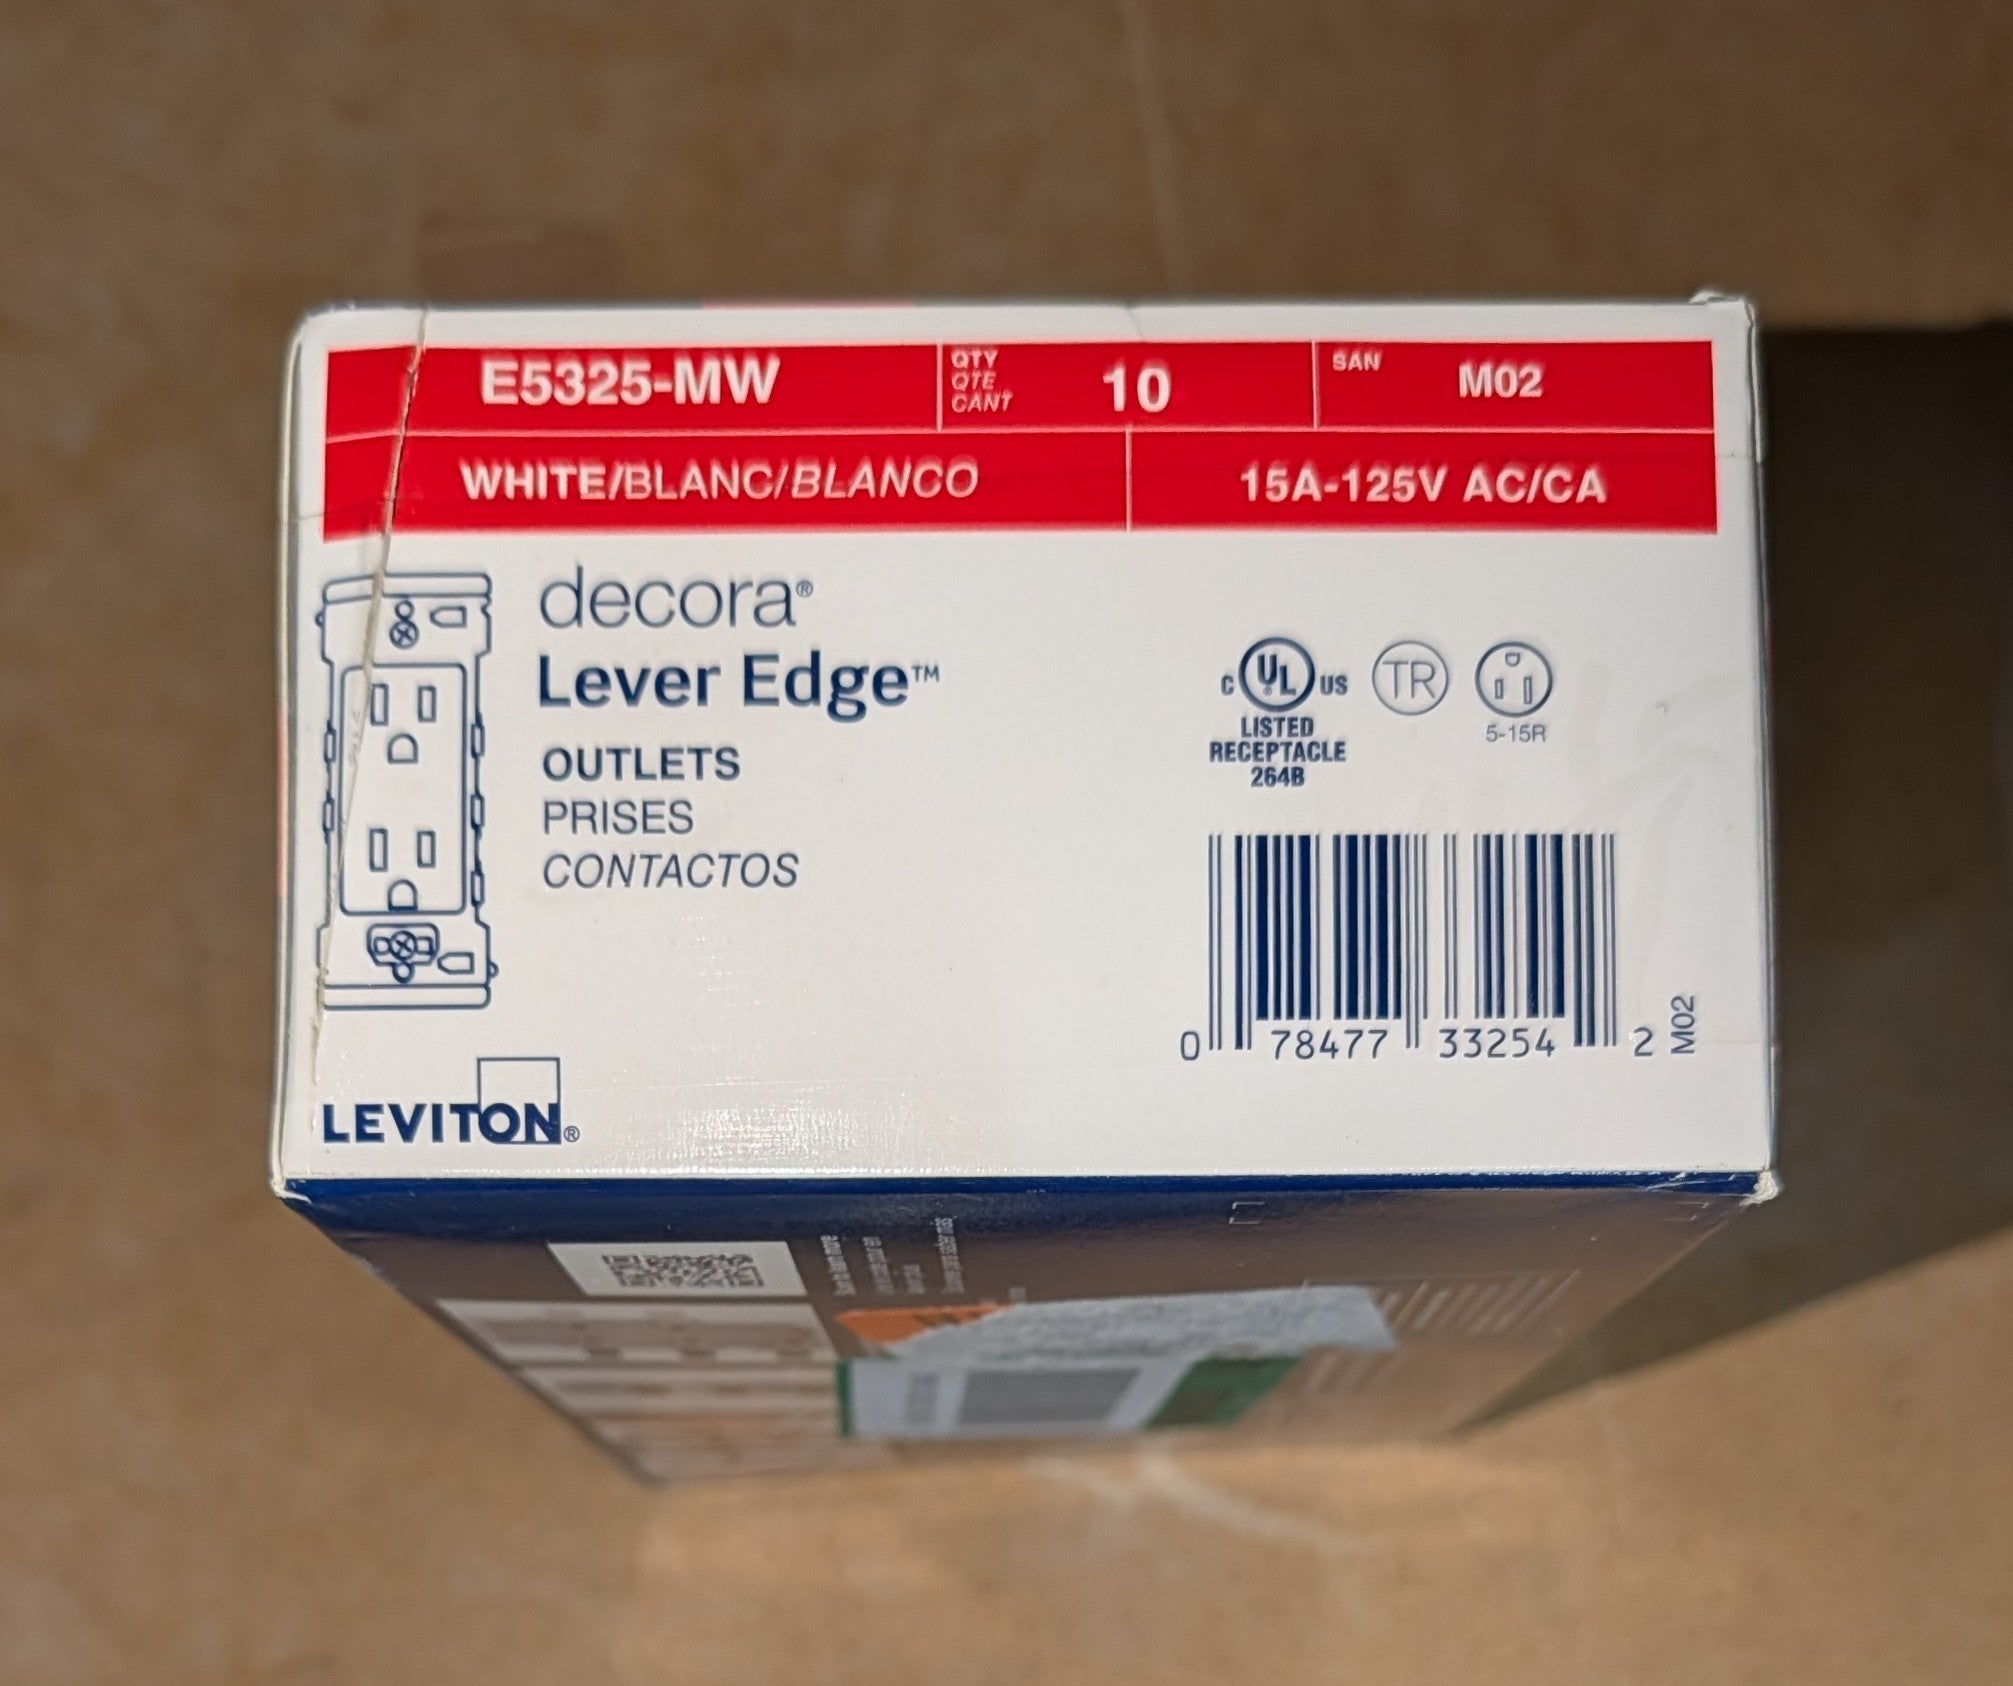 E5325-MW
QTY
QTE
CANT
10
SAN
M02
WHITE/BLANC/BLANCO
15A-125V AC/CA
decora®
Lever Edge™
OUTLETS
PRISES
CONTACTOS
C UL® US
LISTED
RECEPTACLE
264B
TR
5-15R
0 78477 33254 2
M02
LEVITON®